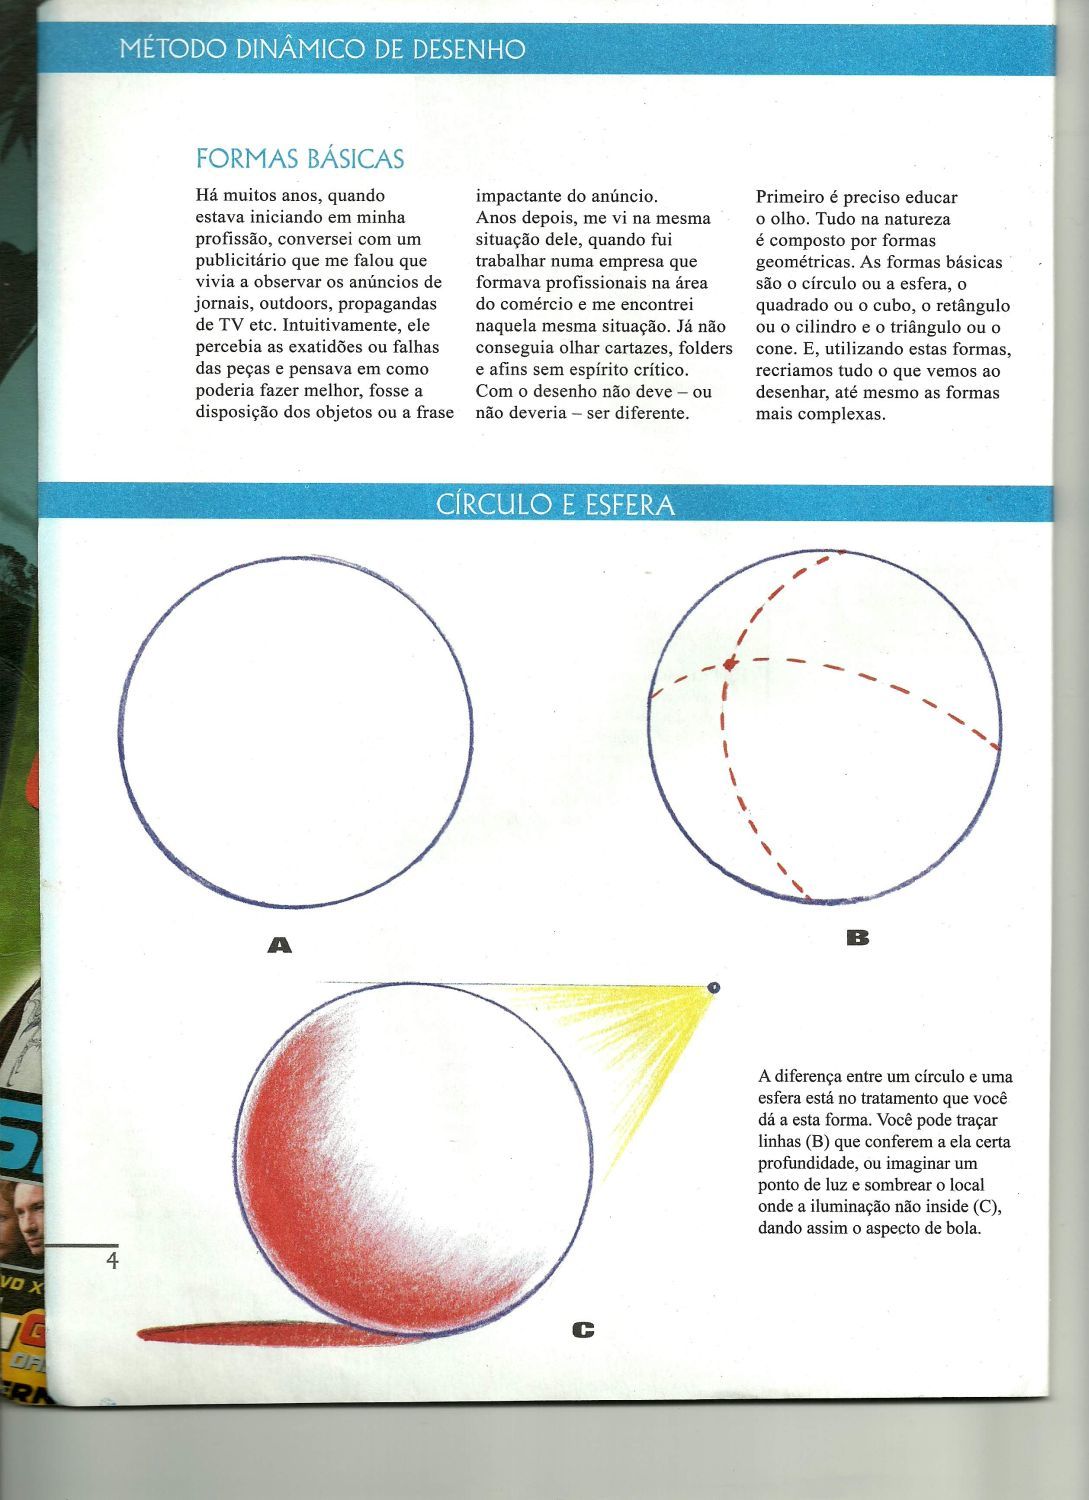 MÉTODO DINÂMICO DE DESENHO
FORMAS BÁSICAS
Há muitos anos, quando
estava iniciando em minha
profissão, conversei com um
publicitário que me falou que
vivia a observar os anúncios de
jornais, outdoors, propagandas
de TV etc. Intuitivamente, ele
percebia as exatidões ou falhas
das peças e pensava em como
poderia fazer melhor, fosse a
disposição dos objetos ou a frase
impactante do anúncio.
Anos depois, me vi na mesma
situação dele, quando fui
trabalhar numa empresa que
formava profissionais na área
do comércio e me encontrei
naquela mesma situação. Já não
conseguia olhar cartazes, folders
e afins sem espírito crítico.
Com o desenho não deve – ou
não deveria – ser diferente.
Primeiro é preciso educar
o olho. Tudo na natureza
é composto por formas
geométricas. As formas básicas
são o círculo ou a esfera, o
quadrado ou o cubo, o retângulo
ou o cilindro e o triângulo ou o
cone. E, utilizando estas formas,
recriamos tudo o que vemos ao
desenhar, até mesmo as formas
mais complexas.
CÍRCULO E ESFERA
A
B
A diferença entre um círculo e uma
esfera está no tratamento que você
dá a esta forma. Você pode traçar
linhas (B) que conferem a ela certa
profundidade, ou imaginar um
ponto de luz e sombrear o local
onde a iluminação não inside (C),
dando assim o aspecto de bola.
4
C